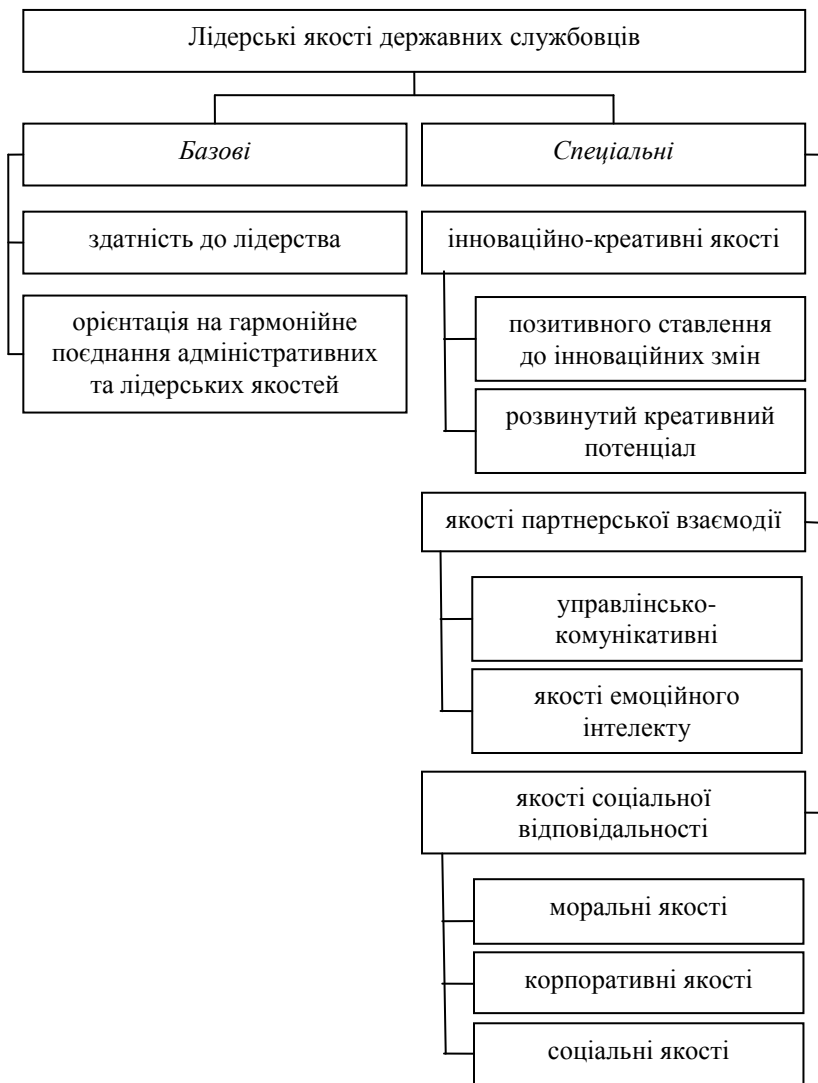 Лідерські якості державних службовців
Базові
здатність до лідерства
орієнтація на гармонійне
поєднання адміністративних
та лідерських якостей
Спеціальні
інноваційно-креативні якості
позитивного ставлення
до інноваційних змін
розвинутий креативний
потенціал
якості партнерської взаємодії
управлінсько-
комунікативні
якості емоційного
інтелекту
якості соціальної
відповідальності
моральні якості
корпоративні якості
соціальні якості